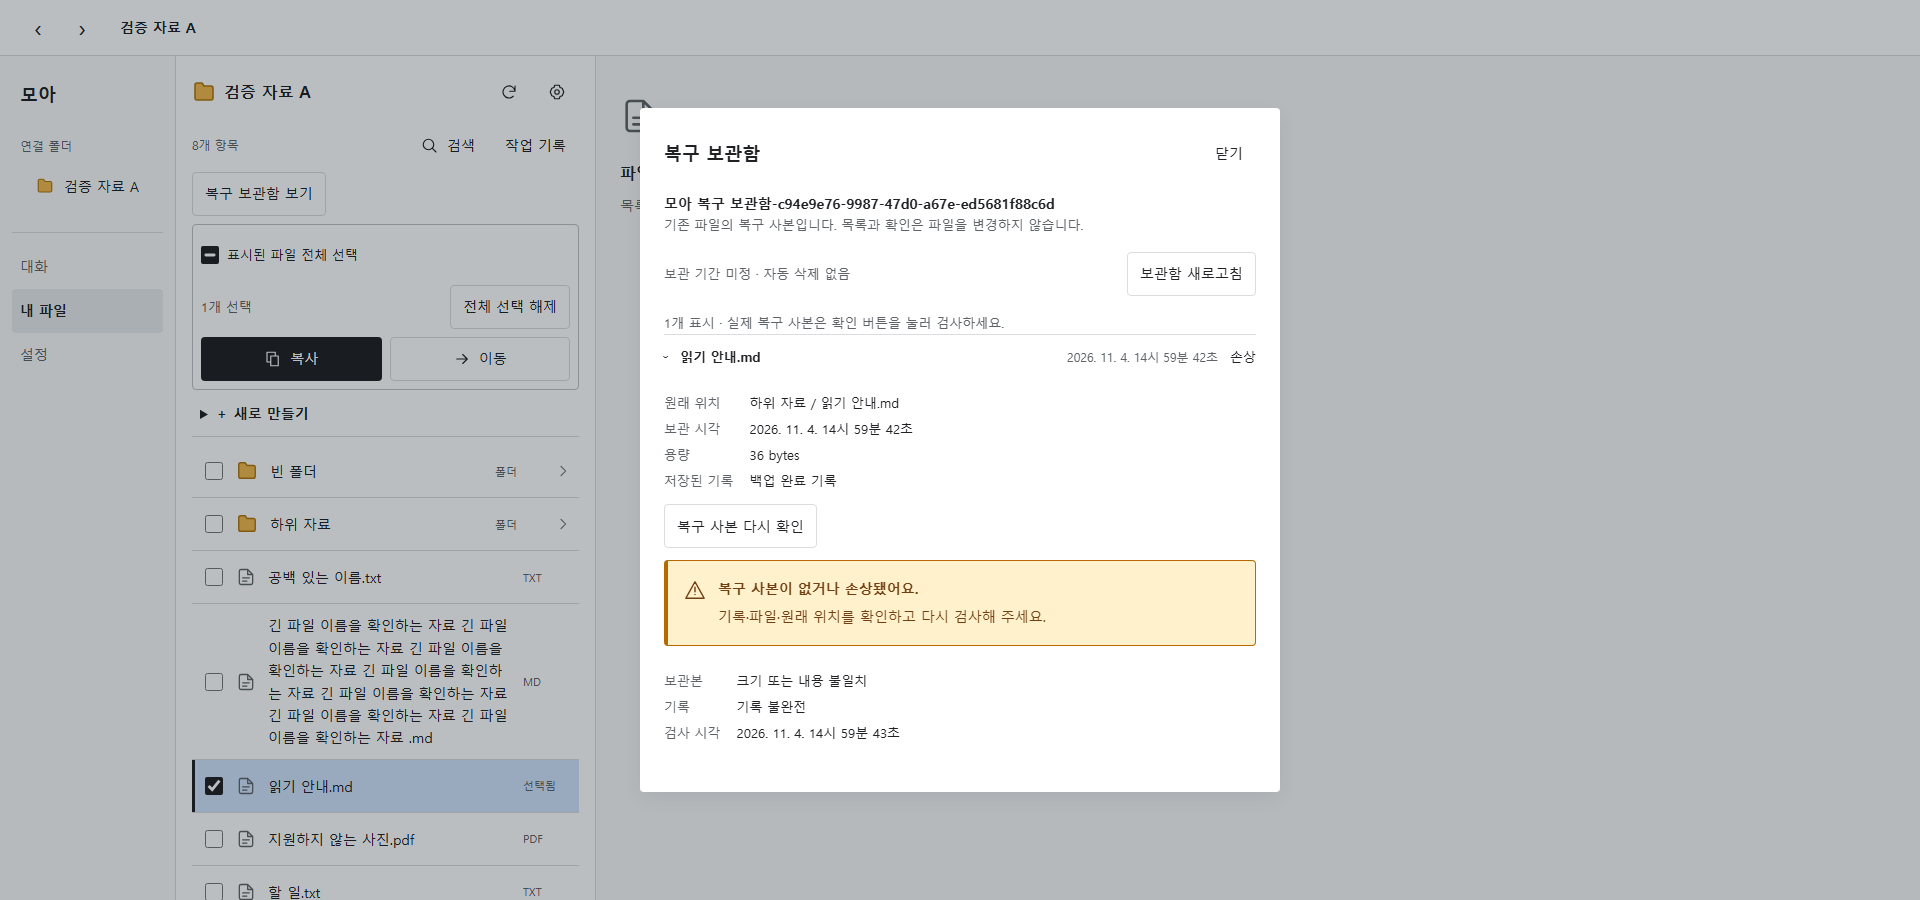 검증 자료 A
모아
연결 폴더
검증 자료 A
대화
내 파일
설정
검증 자료 A
8개 항목
검색
작업 기록
복구 보관함 보기
표시된 파일 전체 선택
1개 선택
전체 선택 해제
복사
이동
+ 새로 만들기
빈 폴더
폴더
하위 자료
폴더
공백 있는 이름.txt
TXT
긴 파일 이름을 확인하는 자료 긴 파일
이름을 확인하는 자료 긴 파일 이름을
확인하는 자료 긴 파일 이름을 확인하
는 자료 긴 파일 이름을 확인하는 자료
긴 파일 이름을 확인하는 자료 긴 파일
이름을 확인하는 자료 .md
MD
읽기 안내.md
선택됨
지원하지 않는 사진.pdf
PDF
할 일.txt
TXT
복구 보관함
닫기
모아 복구 보관함-c94e9e76-9987-47d0-a67e-ed5681f88c6d
기존 파일의 복구 사본입니다. 목록과 확인은 파일을 변경하지 않습니다.
보관 기간 미정 · 자동 삭제 없음
보관함 새로고침
1개 표시 · 실제 복구 사본은 확인 버튼을 눌러 검사하세요.
읽기 안내.md
2026. 11. 4. 14시 59분 42초
손상
원래 위치
하위 자료 / 읽기 안내.md
보관 시각
2026. 11. 4. 14시 59분 42초
용량
36 bytes
저장된 기록
백업 완료 기록
복구 사본 다시 확인
복구 사본이 없거나 손상됐어요.
기록·파일·원래 위치를 확인하고 다시 검사해 주세요.
보관본
크기 또는 내용 불일치
기록
기록 불완전
검사 시각
2026. 11. 4. 14시 59분 43초